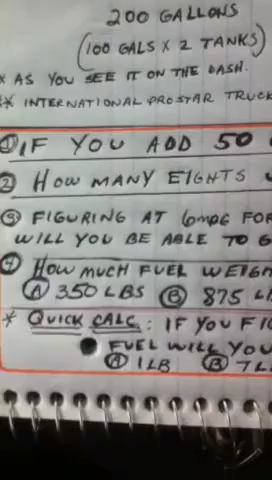 200 GALLONS
(100 GALS X 2 TANKS)
* AS YOU SEE IT ON THE DASH.
** INTERNATIONAL PROSTAR TRUCK
① IF YOU ADD 50
② HOW MANY EIGHTS
③ FIGURING AT 6MPG FOR
WILL YOU BE ABLE TO G
④ HOW MUCH FUEL WEIGH
Ⓐ 350 LBS Ⓑ 875 L
* QUICK CALC: IF YOU FI
FUEL WILL YOU
Ⓐ 1LB Ⓑ 7L